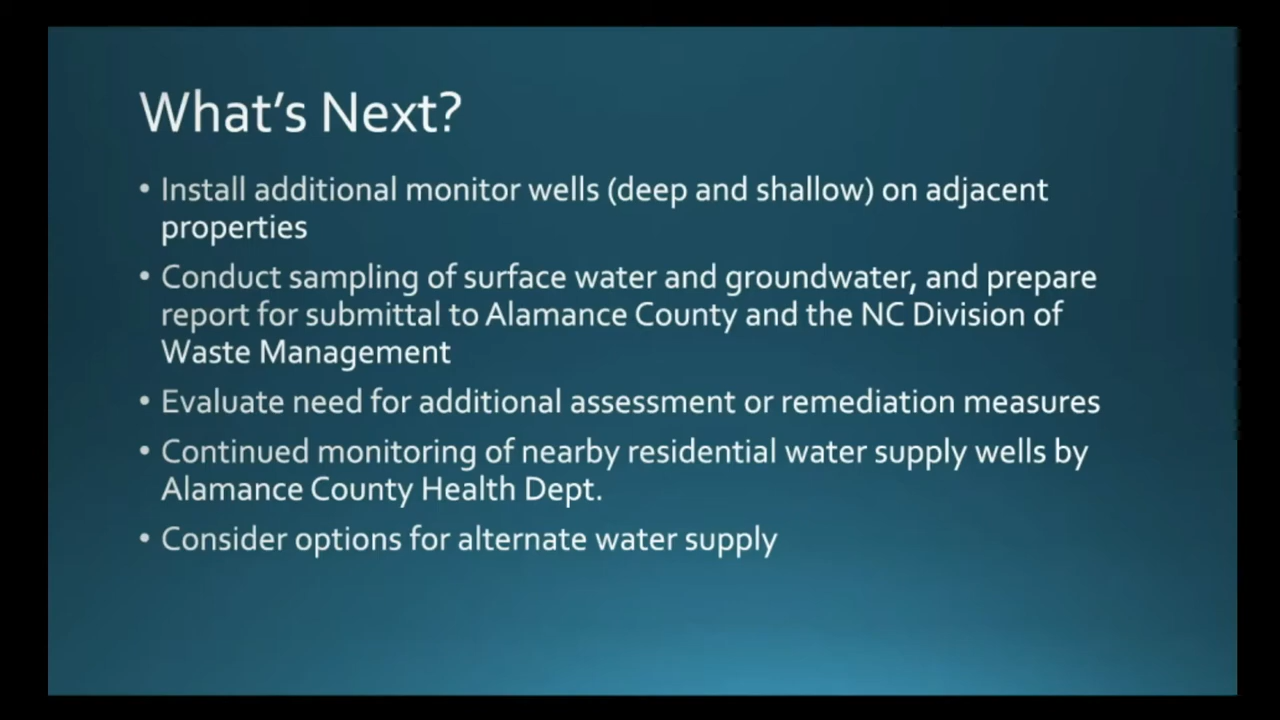 What's Next?
• Install additional monitor wells (deep and shallow) on adjacent
properties
• Conduct sampling of surface water and groundwater, and prepare
report for submittal to Alamance County and the NC Division of
Waste Management
• Evaluate need for additional assessment or remediation measures
• Continued monitoring of nearby residential water supply wells by
Alamance County Health Dept.
• Consider options for alternate water supply